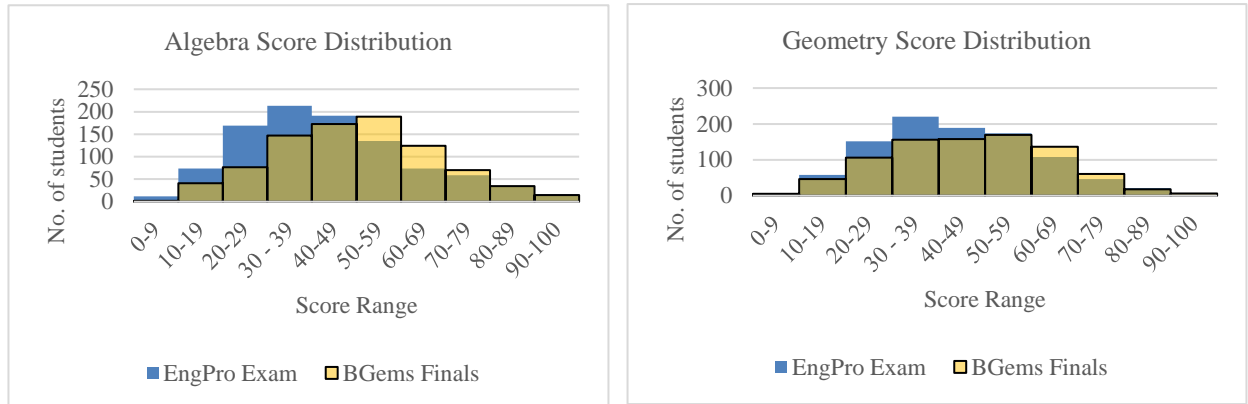 Algebra Score Distribution
No. of students
250
200
150
100
50
0
0-9
10-19
20-29
30 - 39
40-49
50-59
60-69
70-79
80-89
90-100
Score Range
EngPro Exam BGems Finals
Geometry Score Distribution
No. of students
300
200
100
0
0-9
10-19
20-29
30 - 39
40-49
50-59
60-69
70-79
80-89
90-100
Score Range
EngPro Exam BGems Finals